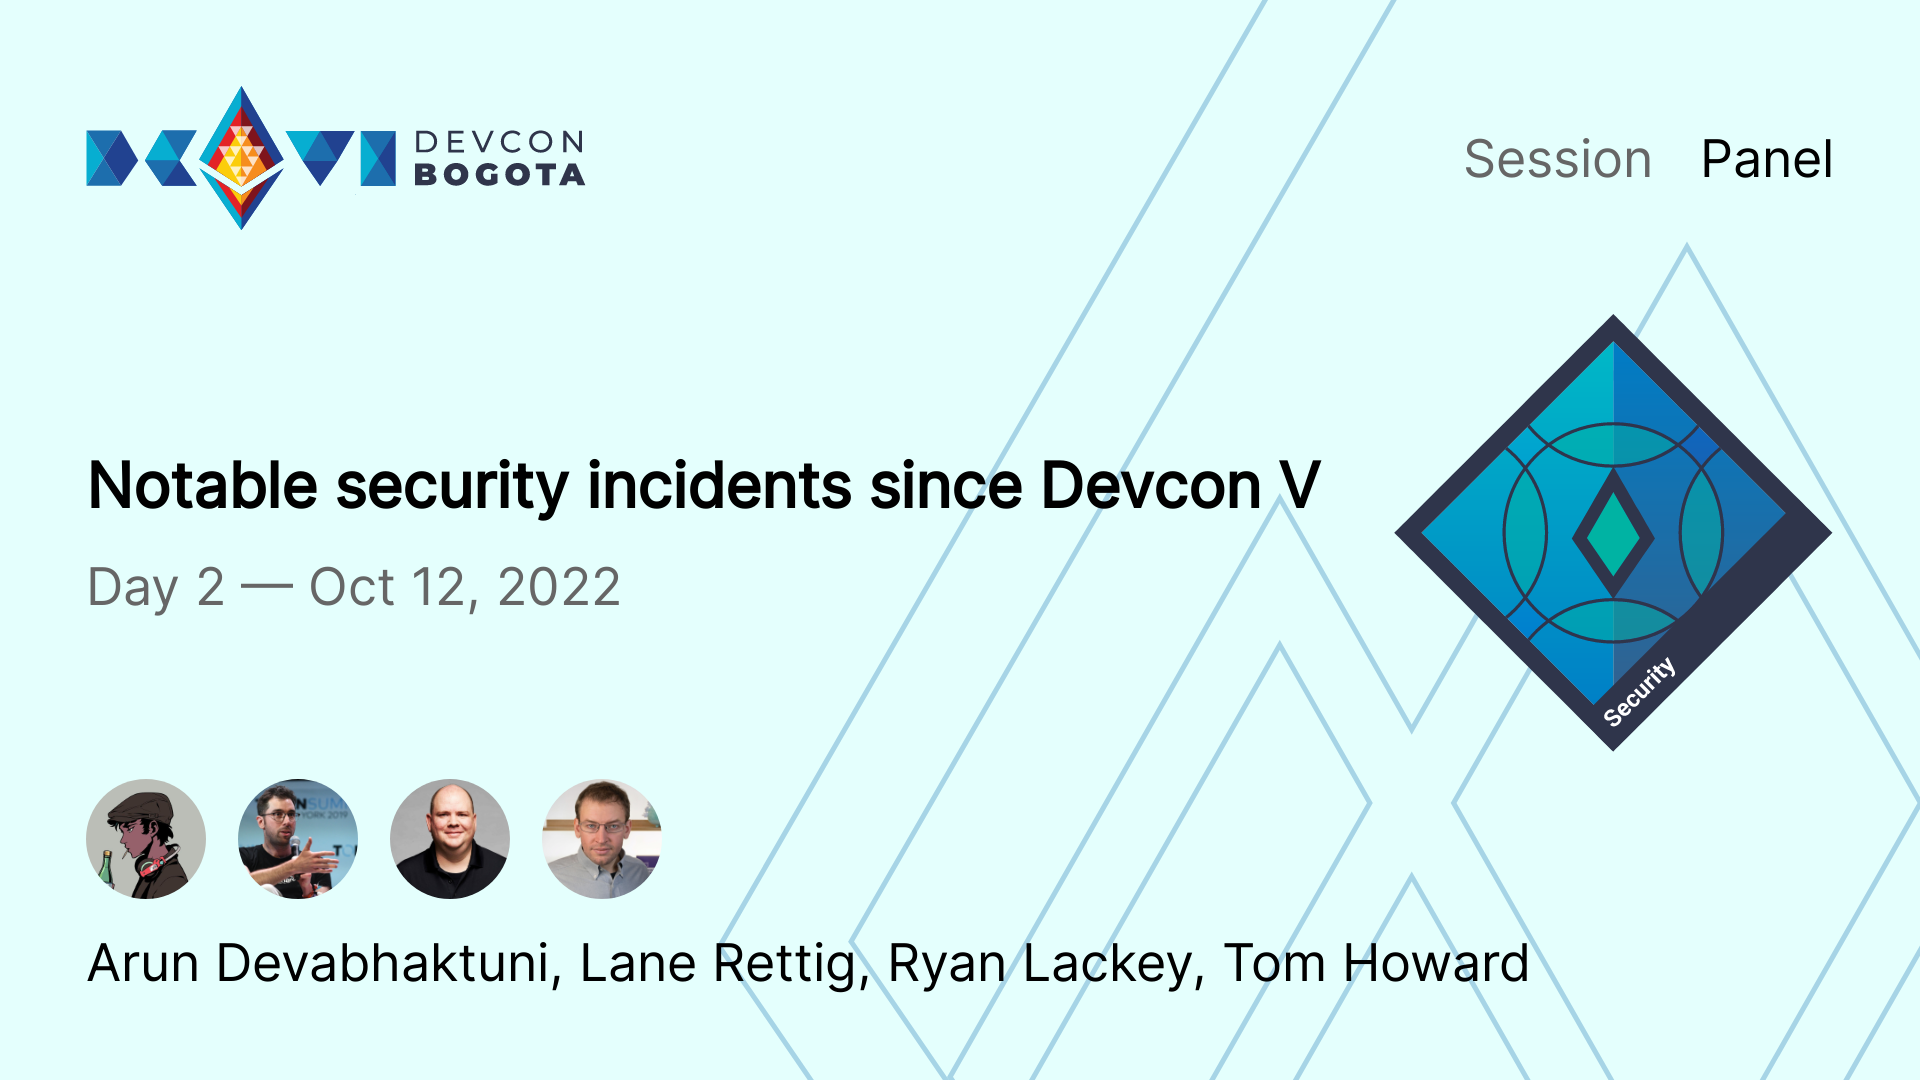 DEVCON
BOGOTA
Session Panel
Notable security incidents since Devcon V
Day 2 — Oct 12, 2022
Security
Arun Devabhaktuni, Lane Rettig, Ryan Lackey, Tom Howard